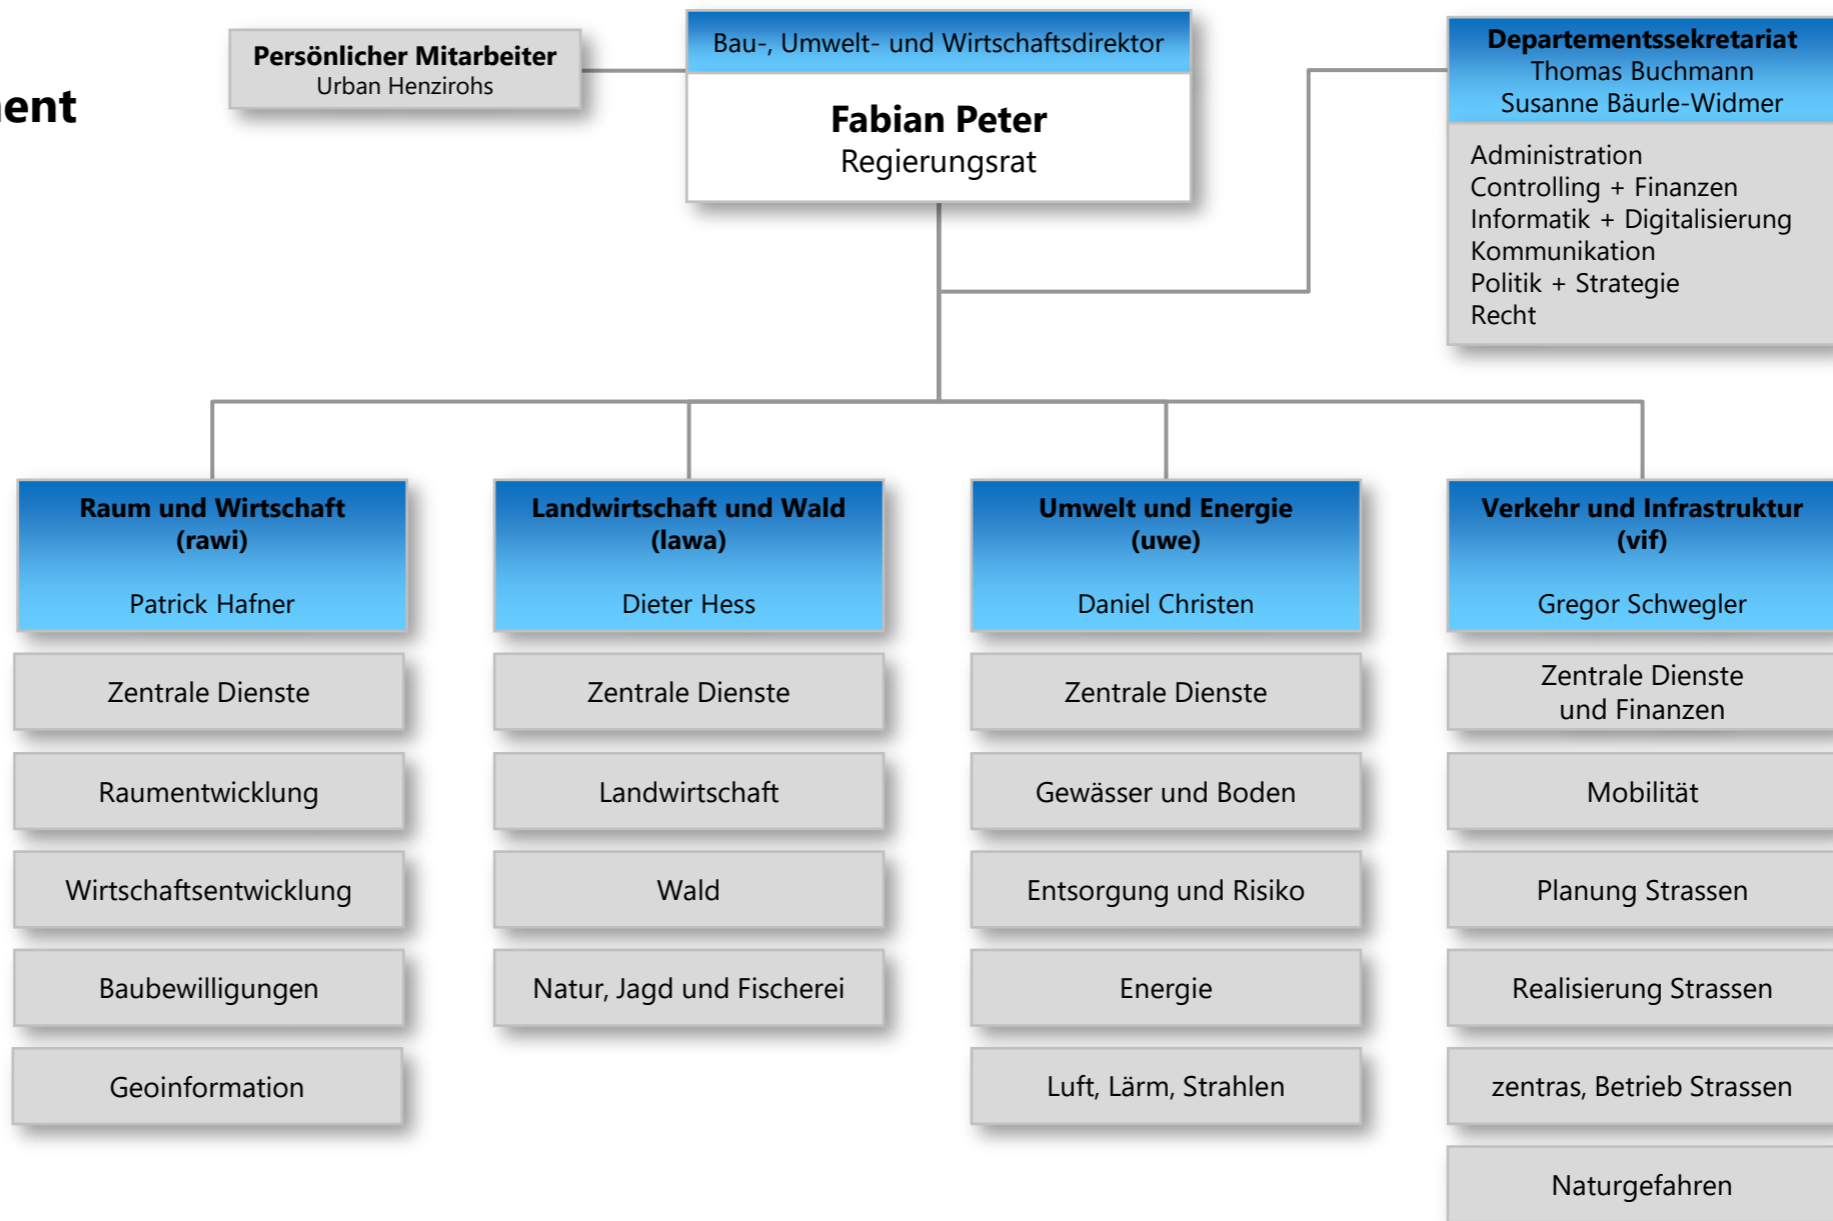 ent
Persönlicher Mitarbeiter
Urban Henzirohs
Bau-, Umwelt- und Wirtschaftsdirektor
Fabian Peter
Regierungsrat
Departementssekretariat
Thomas Buchmann
Susanne Bäurle-Widmer
Administration
Controlling + Finanzen
Informatik + Digitalisierung
Kommunikation
Politik + Strategie
Recht
Raum und Wirtschaft
(rawi)
Patrick Hafner
Zentrale Dienste
Raumentwicklung
Wirtschaftsentwicklung
Baubewilligungen
Geoinformation
Landwirtschaft und Wald
(lawa)
Dieter Hess
Zentrale Dienste
Landwirtschaft
Wald
Natur, Jagd und Fischerei
Umwelt und Energie
(uwe)
Daniel Christen
Zentrale Dienste
Gewässer und Boden
Entsorgung und Risiko
Energie
Luft, Lärm, Strahlen
Verkehr und Infrastruktur
(vif)
Gregor Schwegler
Zentrale Dienste
und Finanzen
Mobilität
Planung Strassen
Realisierung Strassen
zentras, Betrieb Strassen
Naturgefahren